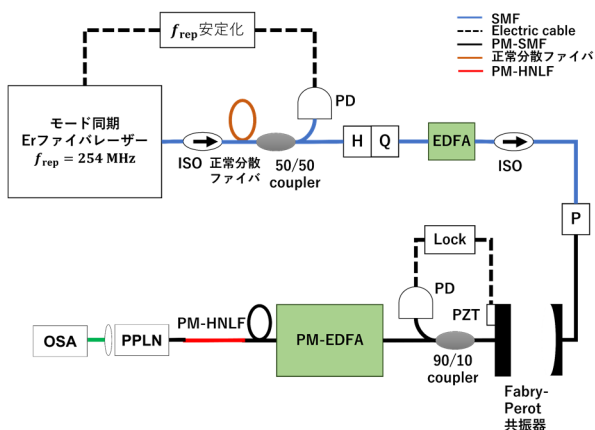 SMF
Electric cable
PM-SMF
正常分散ファイバ
PM-HNLF
f_rep安定化
PD
モード同期
Erファイバレーザー
f_rep = 254 MHz
ISO
正常分散
ファイバ
50/50
coupler
H
Q
EDFA
ISO
P
Lock
PD
PZT
PM-HNLF
OSA
PPLN
PM-EDFA
90/10
coupler
Fabry-
Perot
共振器